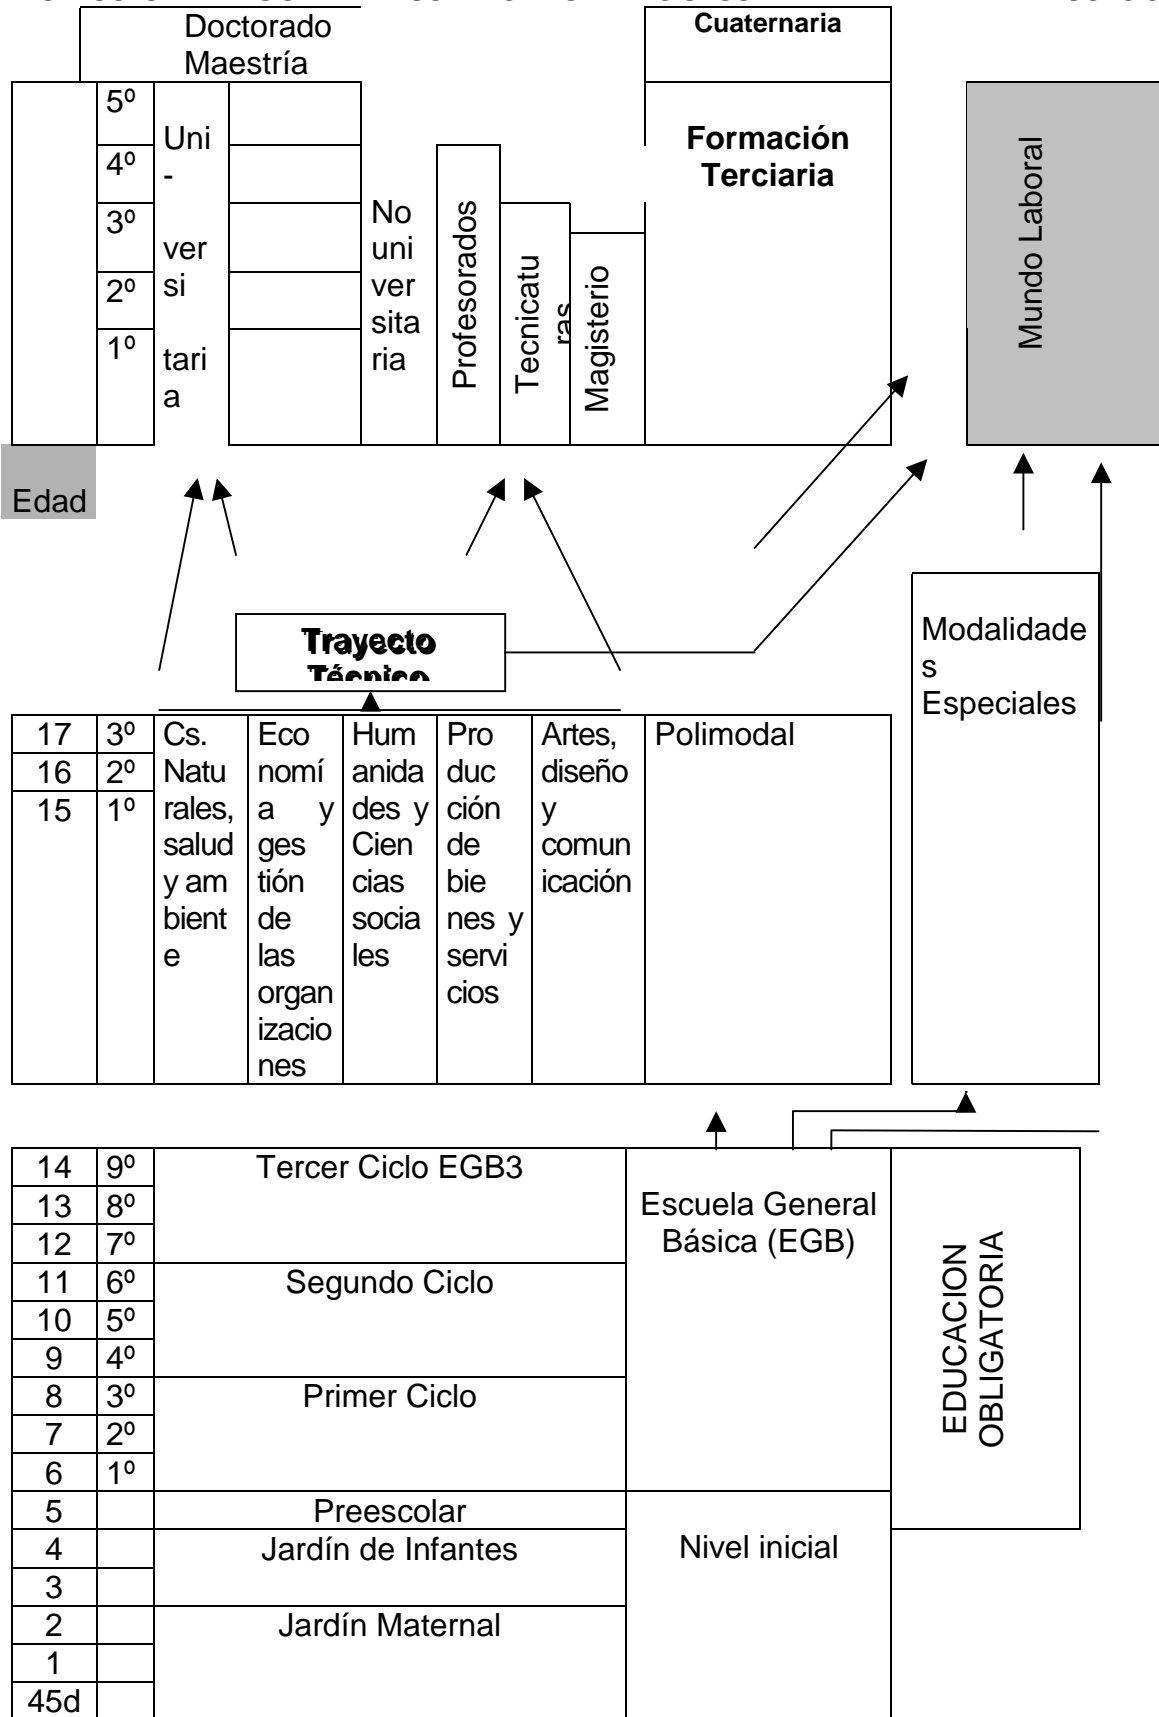 Doctorado
Maestría
Cuaternaria
5º
4º
3º
2º
1º
Uni
-
ver
si
tari
a
No
uni
ver
sita
ria
Profesorados
Tecnicatu
ras
Magisterio
Formación
Terciaria
Mundo Laboral
Edad
Trayecto
Técnico
Modalidade
s
Especiales
17 3º
16 2º
15 1º
Cs.
Natu
rales,
salud
y am
bient
e
Eco
nomí
a y
ges
tión
de
las
organ
izacio
nes
Hum
anida
des y
Cien
cias
socia
les
Pro
duc
ción
de
bie
nes y
servi
cios
Artes,
diseño
y
comun
icación
Polimodal
14 9º Tercer Ciclo EGB3
13 8º
12 7º
11 6º Segundo Ciclo
10 5º
9 4º
8 3º Primer Ciclo
7 2º
6 1º
5 Preescolar
4 Jardín de Infantes
3
2 Jardín Maternal
1
45d
Escuela General
Básica (EGB)
Nivel inicial
EDUCACION
OBLIGATORIA